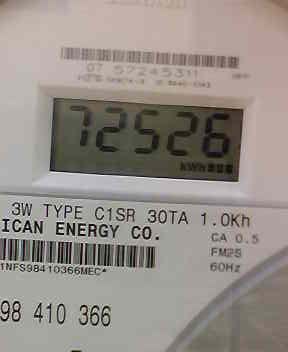 07 57245311
72526
kWh
3W TYPE C1SR 30TA 1.0Kh
ICAN ENERGY CO.
CA 0.5
FM2S
60Hz
1NFS98410366MEC*
98 410 366